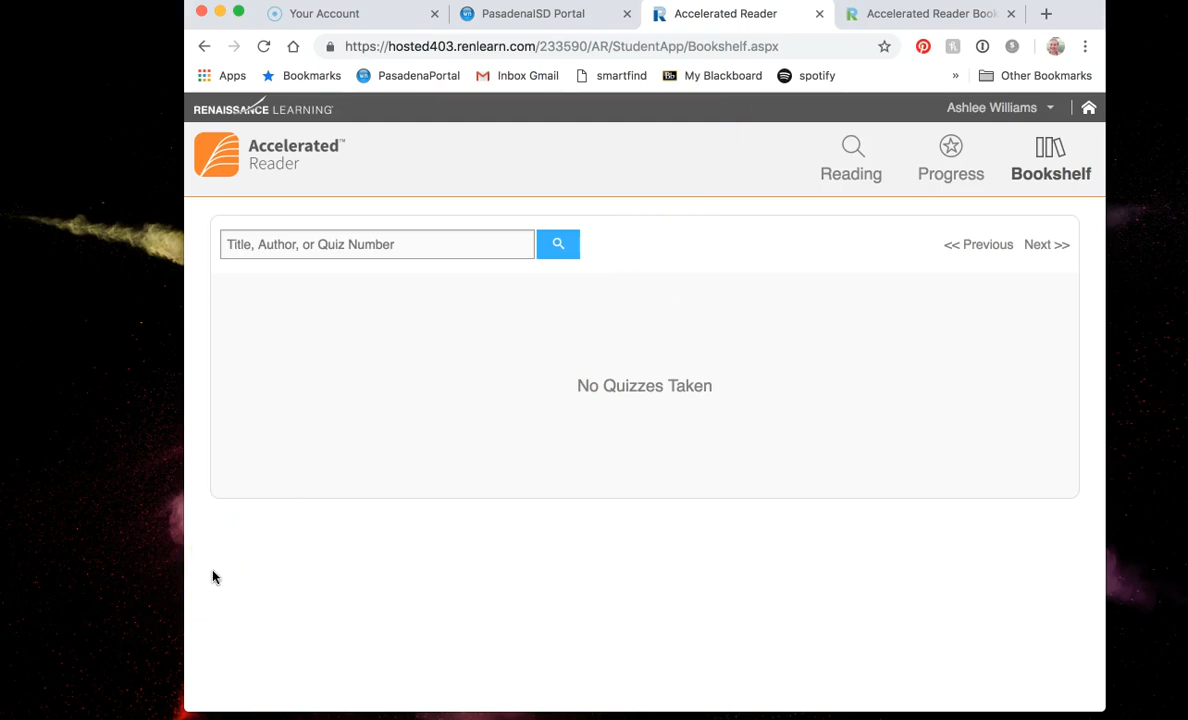 Your Account
PasadenaISD Portal
Accelerated Reader
Accelerated Reader Book
https://hosted403.renlearn.com/233590/AR/StudentApp/Bookshelf.aspx
Apps
Bookmarks
PasadenaPortal
Inbox Gmail
smartfind
Bb
My Blackboard
spotify
»
Other Bookmarks
RENAISSANCE LEARNING
Ashlee Williams
Accelerated™
Reader
Reading
Progress
Bookshelf
Title, Author, or Quiz Number
<< Previous
Next >>
No Quizzes Taken